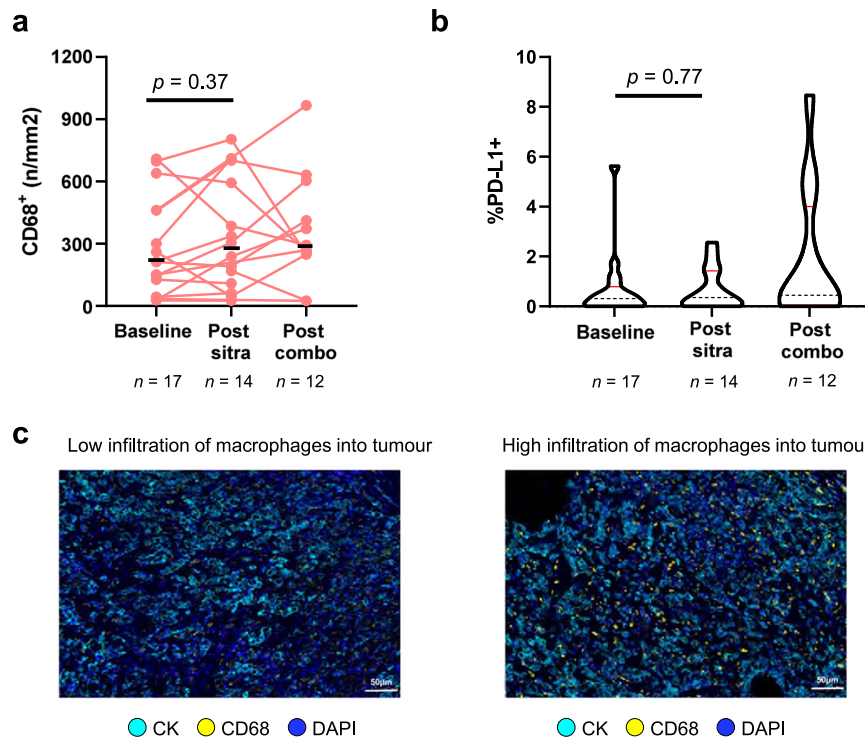 a
1200
900
600
300
0
CD68+ (n/mm2)
p = 0.37
Baseline
Post sitra
Post combo
n = 17
n = 14
n = 12
b
10
8
6
4
2
0
%PD-L1+
p = 0.77
Baseline
Post sitra
Post combo
n = 17
n = 14
n = 12
c
Low infiltration of macrophages into tumour
High infiltration of macrophages into tumou
50µm
50µm
CK CD68 DAPI
CK CD68 DAPI